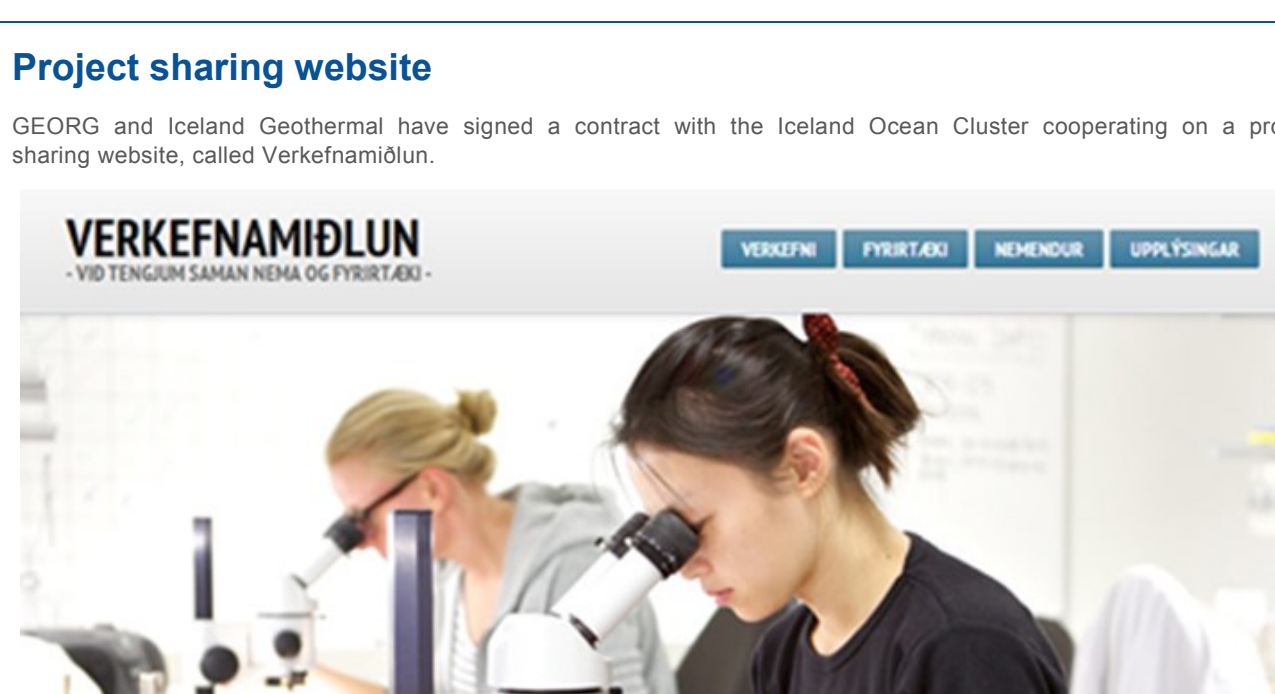 Project sharing website
GEORG and Iceland Geothermal have signed a contract with the Iceland Ocean Cluster cooperating on a pro
sharing website, called Verkefnamiðlun.
VERKEFNAMIÐLUN
- VIÐ TENGJUM SAMAN NEMA OG FYRIRTÆKI -
VERKEFNI
FYRIRTÆKI
NEMENDUR
UPPLÝSINGAR